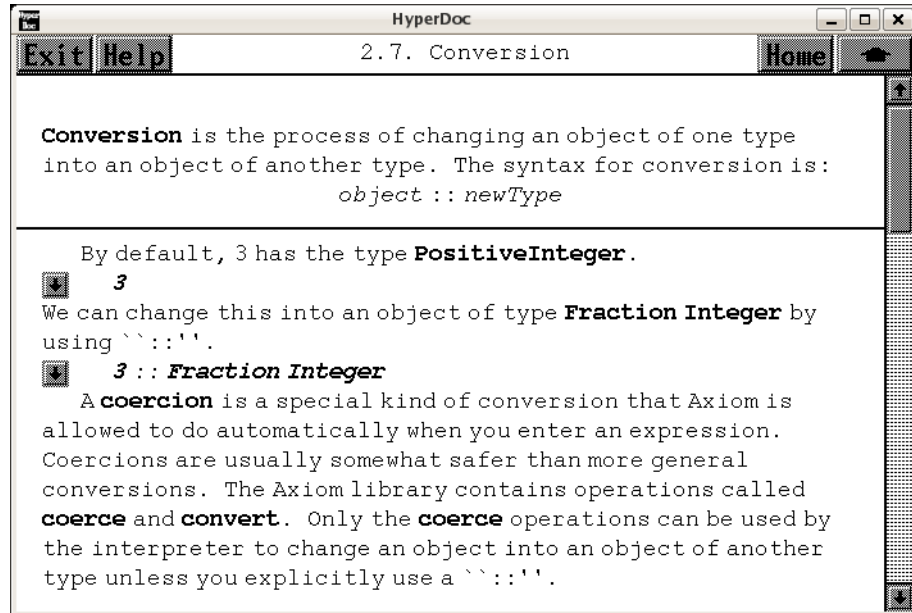 Hyper
Doc
HyperDoc
Exit Help 2.7. Conversion Home
Conversion is the process of changing an object of one type
into an object of another type. The syntax for conversion is:
object :: newType
By default, 3 has the type PositiveInteger.
3
We can change this into an object of type Fraction Integer by
using ``::''.
3 :: Fraction Integer
A coercion is a special kind of conversion that Axiom is
allowed to do automatically when you enter an expression.
Coercions are usually somewhat safer than more general
conversions. The Axiom library contains operations called
coerce and convert. Only the coerce operations can be used by
the interpreter to change an object into an object of another
type unless you explicitly use a ``::''.